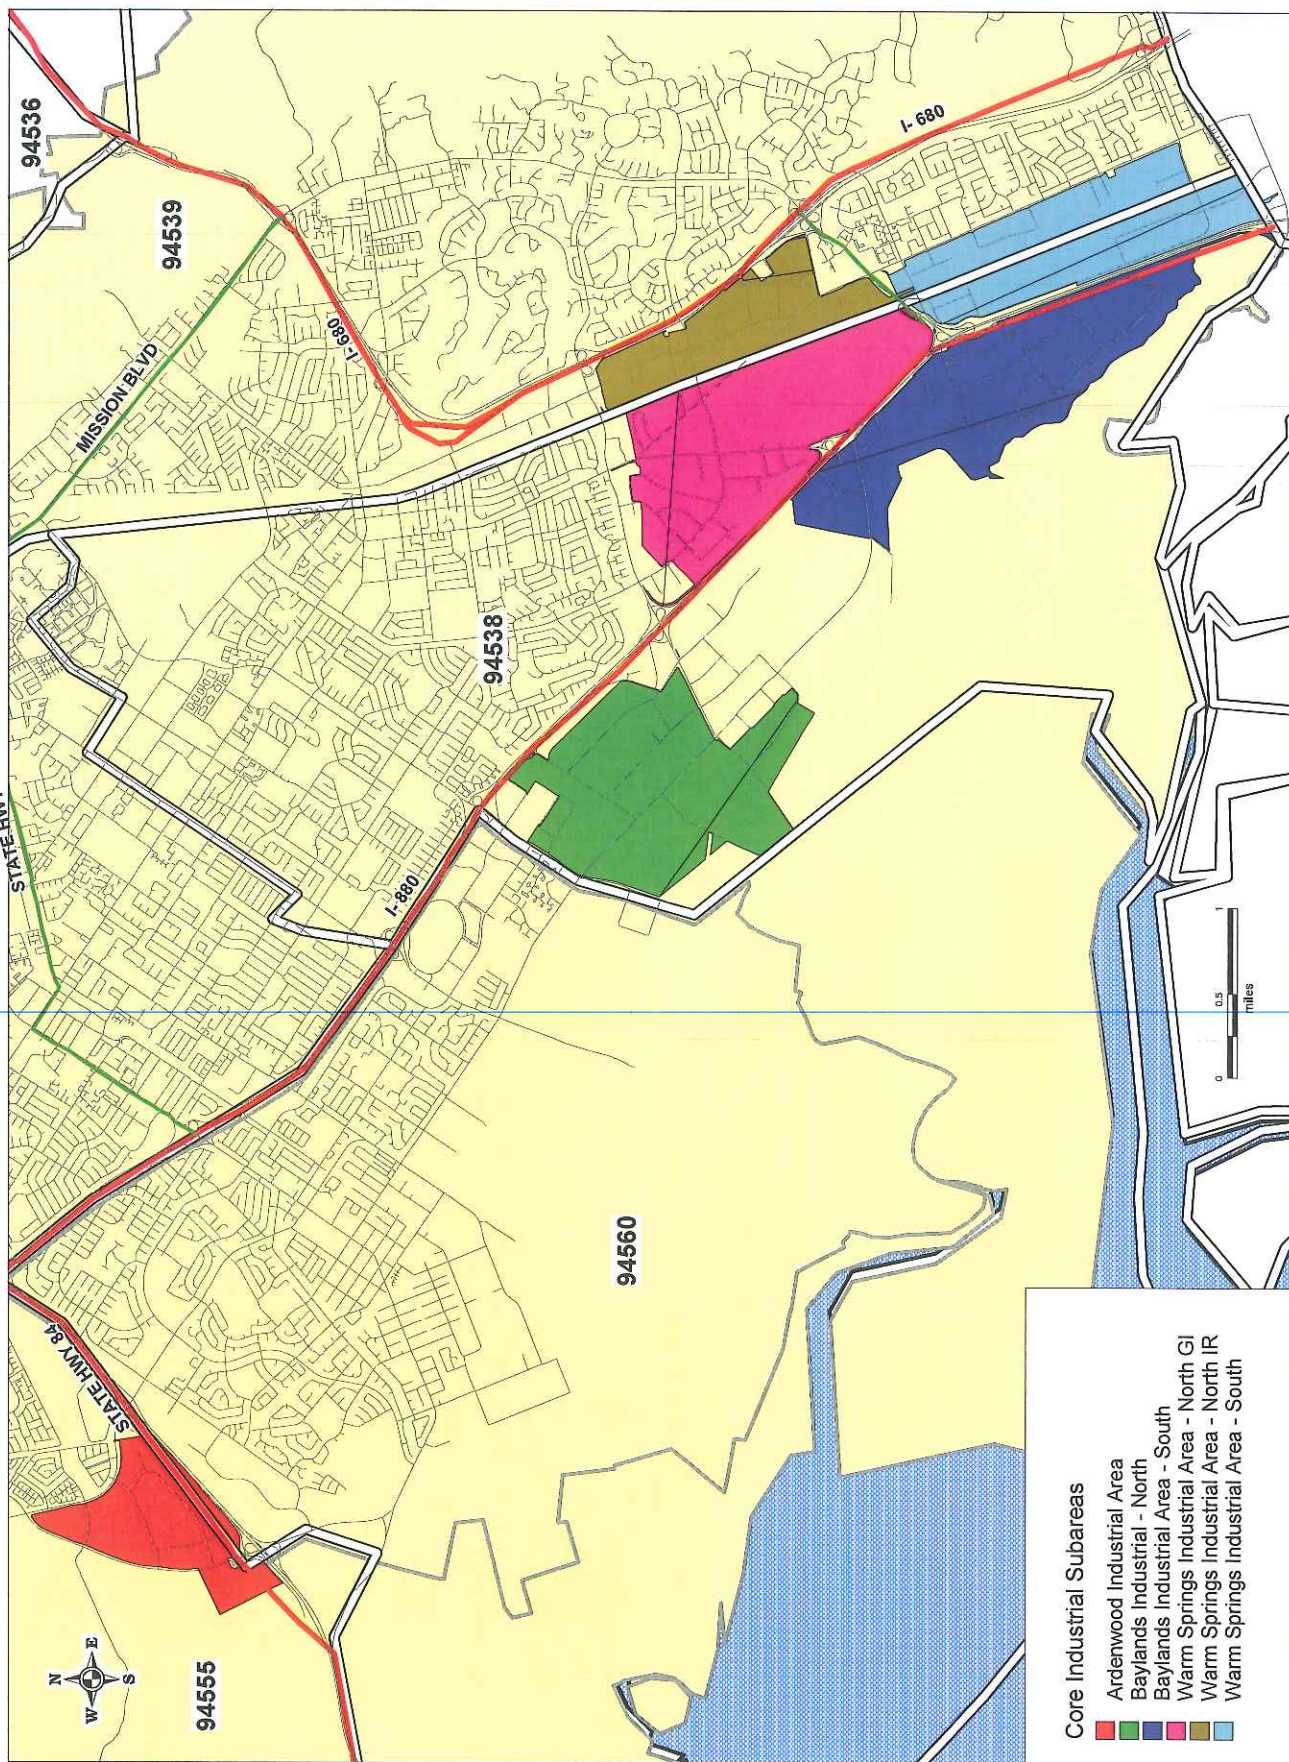 94536
94539
I- 680
I- 680
MISSION BLVD
94538
I- 880
94560
STATE HWY 84
94555
N
W
E
S
0
0.5
1
miles
Core Industrial Subareas
Ardenwood Industrial Area
Baylands Industrial - North
Baylands Industrial Area - South
Warm Springs Industrial Area - North GI
Warm Springs Industrial Area - North IR
Warm Springs Industrial Area - South
STATE HWY